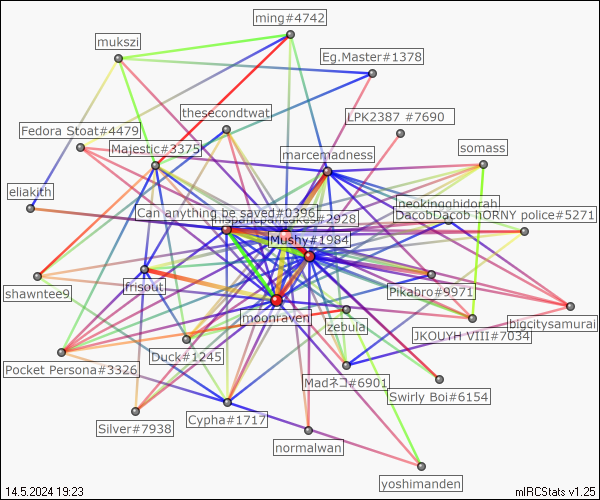 ming#4742
mukszi
Eg.Master#1378
thesecondtwat
LPK2387 #7690
Fedora Stoat#4479
Majestic#3375
marcemadness
somass
eliakith
neokingghidorah
Can anything be saved#0396
hispanicpancakes#2928
DacobDacob hORNY police#5271
Mushy#1984
shawntee9
frisout
Pikabro#9971
moonraven
zebula
bigcitysamurai
JKOUYH VIII#7034
Duck#1245
Pocket Persona#3326
Madネコ#6901
Swirly Boi#6154
Silver#7938
Cypha#1717
normalwan
yoshimanden
14.5.2024 19:23
mIRCStats v1.25